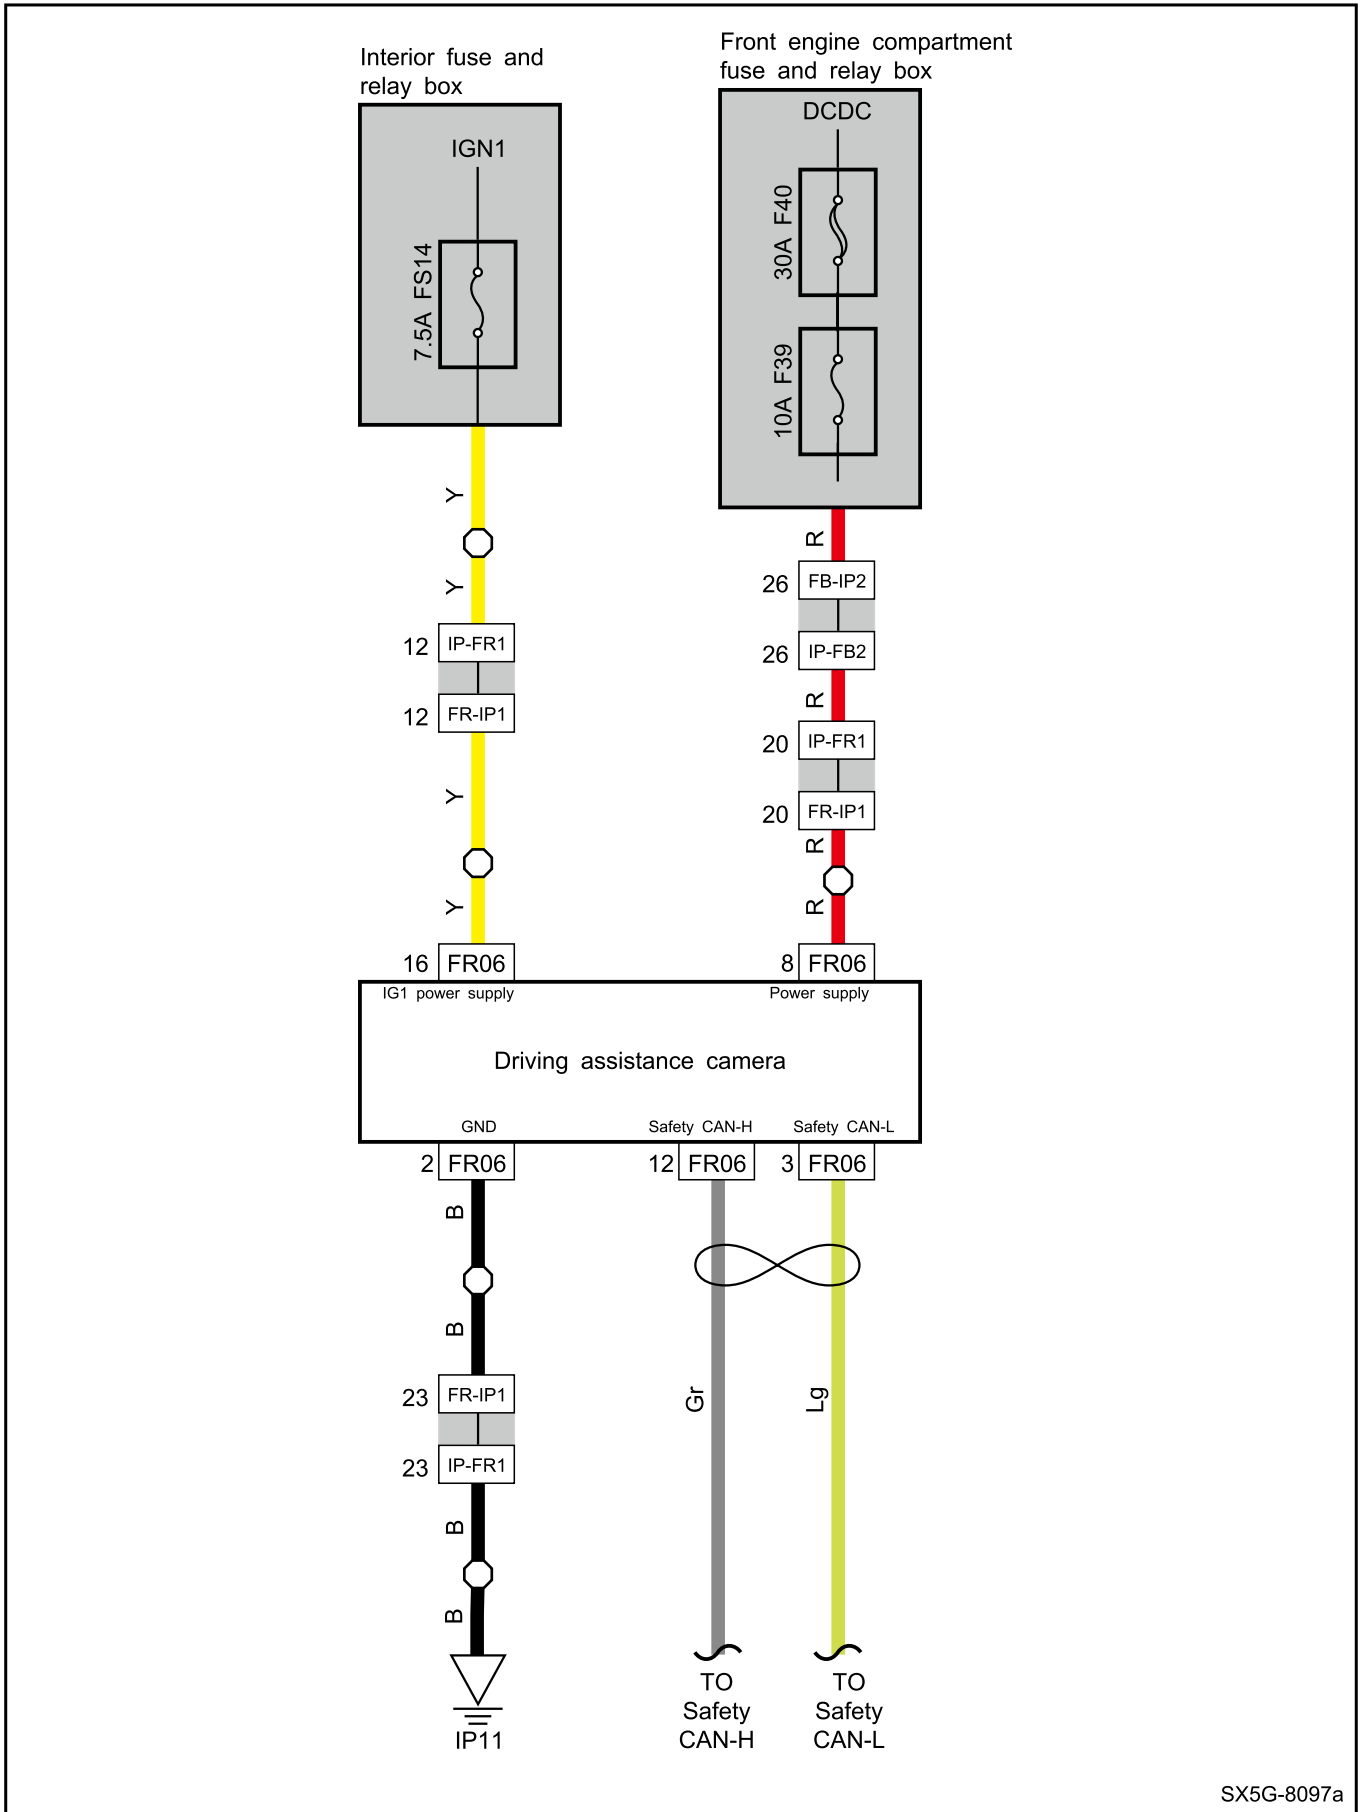 Interior fuse and
relay box
Front engine compartment
fuse and relay box
IGN1
DCDC
7.5A FS14
30A F40
10A F39
Y
R
26 FB-IP2
Y
12 IP-FR1
26 IP-FB2
12 FR-IP1
R
20 IP-FR1
Y
20 FR-IP1
R
Y
R
16 FR06
8 FR06
IG1 power supply
Power supply
Driving assistance camera
GND
Safety CAN-H
Safety CAN-L
2 FR06
12 FR06
3 FR06
B
B
23 FR-IP1
Gr
Lg
23 IP-FR1
B
B
IP11
TO
Safety
CAN-H
TO
Safety
CAN-L
SX5G-8097a